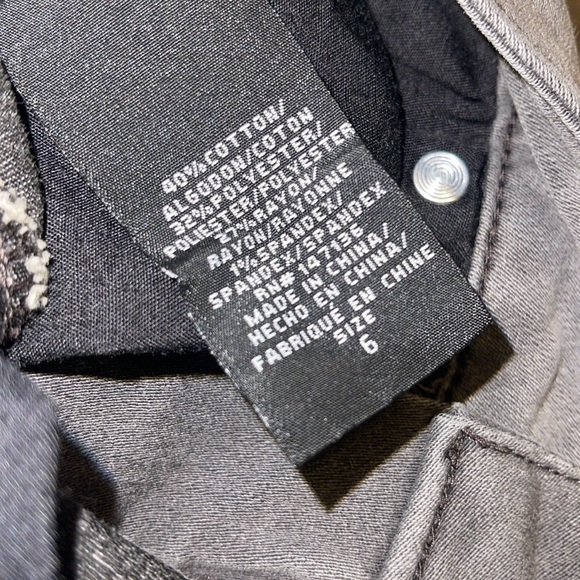 40%COTTON/
ALGODON/COTON
32%POLYESTER/
POLIESTER/POLYESTER
27%RAYON/
RAYON/RAYONNE
1%SPANDEX/
SPANDEX/SPANDEX
RN#147136
MADE IN CHINA/
HECHO EN CHINA/
FABRIQUÉ EN CHINE
SIZE
6